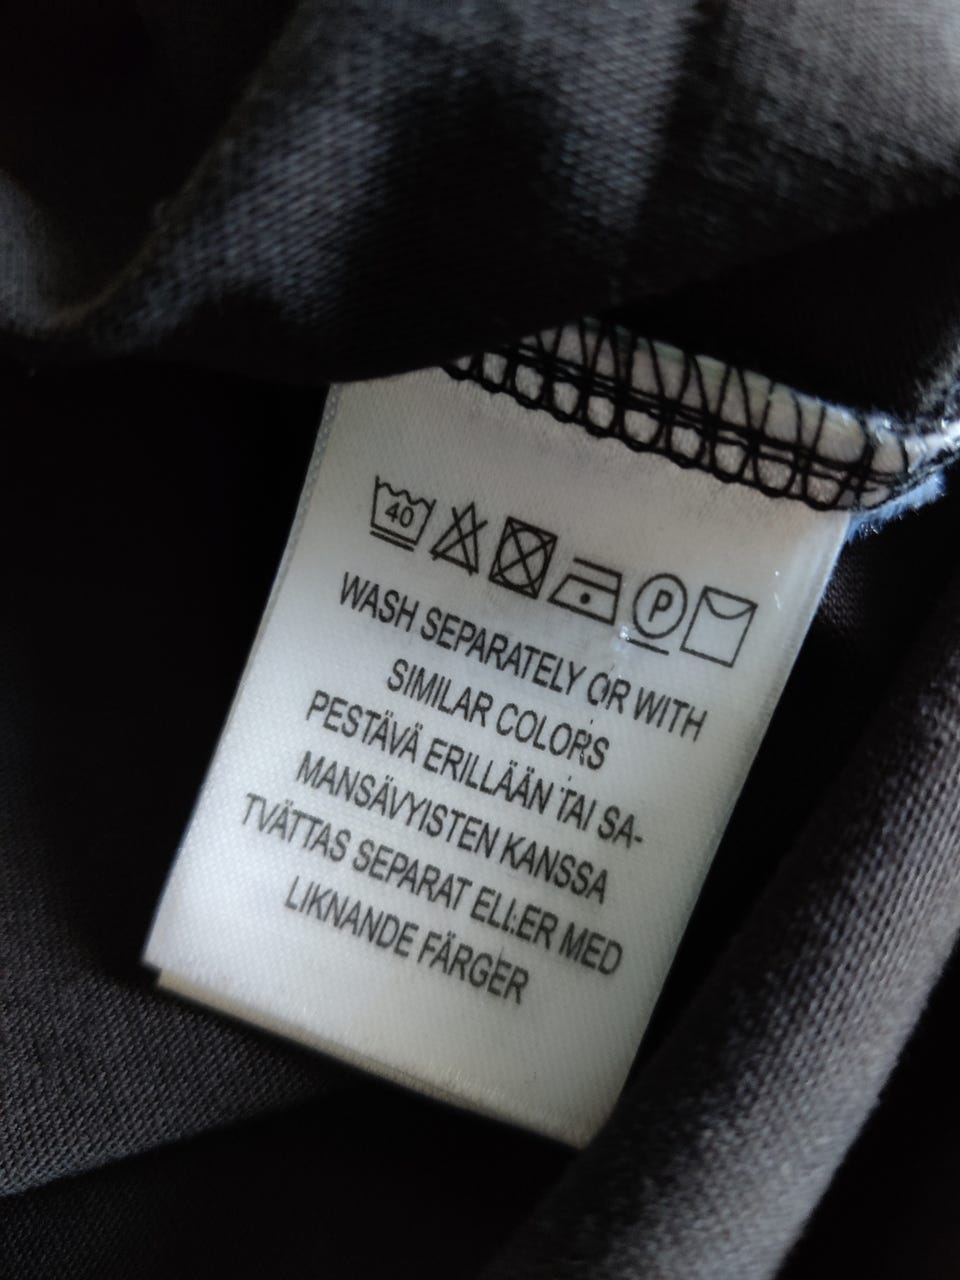 40 P
WASH SEPARATELY OR WITH
SIMILAR COLORS
PESTÄVÄ ERILLÄÄN TAI SA-
MANSÄVYISTEN KANSSA
TVÄTTAS SEPARAT ELLER MED
LIKNANDE FÄRGER